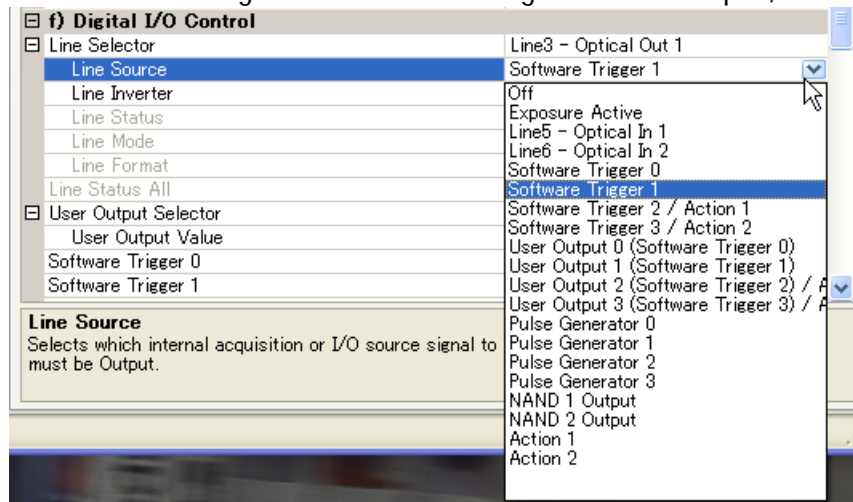 f) Digital I/O Control
Line Selector Line3 - Optical Out 1
Line Source Software Trigger 1
Line Inverter
Line Status
Line Mode
Line Format
Line Status All
User Output Selector
User Output Value
Software Trigger 0
Software Trigger 1
Off
Exposure Active
Line5 - Optical In 1
Line6 - Optical In 2
Software Trigger 0
Software Trigger 1
Software Trigger 2 / Action 1
Software Trigger 3 / Action 2
User Output 0 (Software Trigger 0)
User Output 1 (Software Trigger 1)
User Output 2 (Software Trigger 2) / A
User Output 3 (Software Trigger 3) / A
Pulse Generator 0
Pulse Generator 1
Pulse Generator 2
Pulse Generator 3
NAND 1 Output
NAND 2 Output
Action 1
Action 2
Line Source
Selects which internal acquisition or I/O source signal to
must be Output.